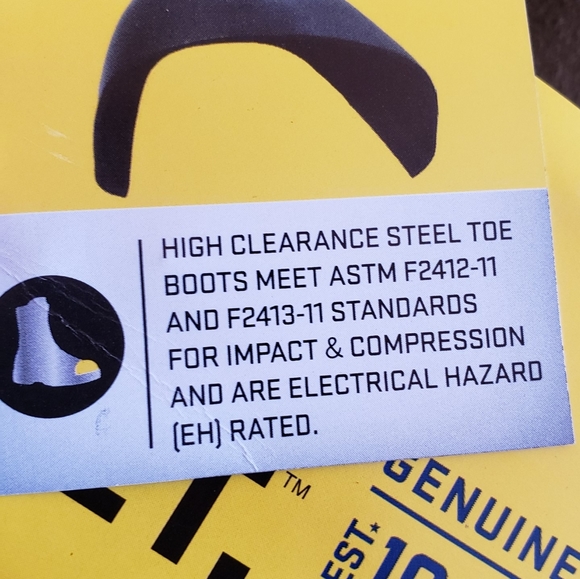 HIGH CLEARANCE STEEL TOE
BOOTS MEET ASTM F2412-11
AND F2413-11 STANDARDS
FOR IMPACT & COMPRESSION
AND ARE ELECTRICAL HAZARD
(EH) RATED.
TM
GENUINE
EST.